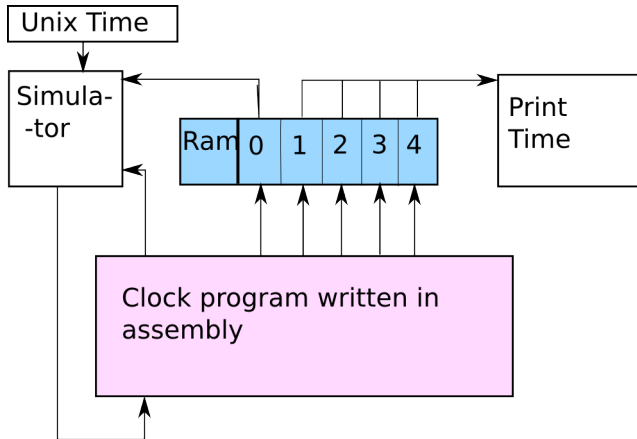 Unix Time
Simula-
-tor
Ram 0 1 2 3 4
Print
Time
Clock program written in
assembly